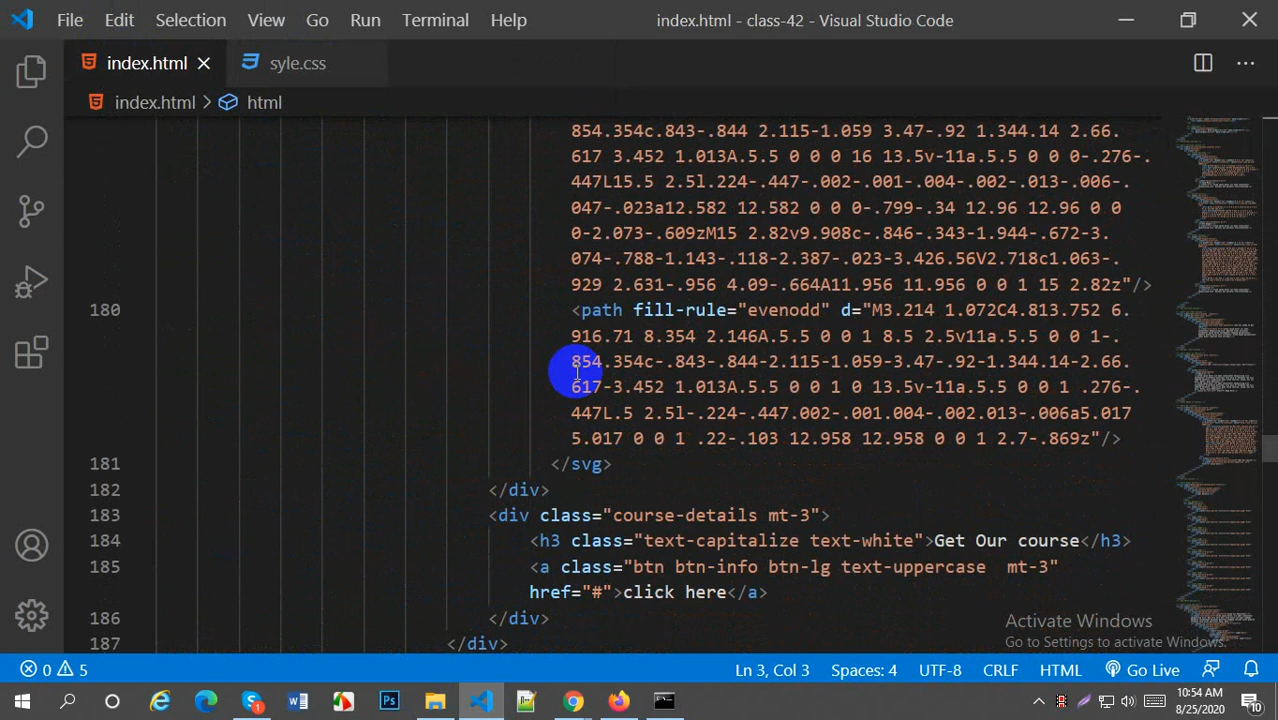 File Edit Selection View Go Run Terminal Help index.html - class-42 - Visual Studio Code
index.html syle.css
index.html > html
854.354c.843-.844 2.115-1.059 3.47-.92 1.344.14 2.66.
617 3.452 1.013A.5.5 0 0 0 16 13.5v-11a.5.5 0 0 0-.276-.
447L15.5 2.5l.224-.447-.002-.001-.004-.002-.013-.006-.
047-.023a12.582 12.582 0 0 0-.799-.34 12.96 12.96 0 0
0-2.073-.609zM15 2.82v9.908c-.846-.343-1.944-.672-3.
074-.788-1.143-.118-2.387-.023-3.426.56V2.718c1.063-.
929 2.631-.956 4.09-.664A11.956 11.956 0 0 1 15 2.82z"/>
180 <path fill-rule="evenodd" d="M3.214 1.072C4.813.752 6.
916.71 8.354 2.146A.5.5 0 0 1 8.5 2.5v11a.5.5 0 0 1-.
854.354c-.843-.844-2.115-1.059-3.47-.92-1.344.14-2.66.
617-3.452 1.013A.5.5 0 0 1 0 13.5v-11a.5.5 0 0 1 .276-.
447L.5 2.5l-.224-.447.002-.001.004-.002.013-.006a5.017
5.017 0 0 1 .22-.103 12.958 12.958 0 0 1 2.7-.869z"/>
181 </svg>
182 </div>
183 <div class="course-details mt-3">
184 <h3 class="text-capitalize text-white">Get Our course</h3>
185 <a class="btn btn-info btn-lg text-uppercase  mt-3"
href="#">click here</a>
186 </div>
187 </div>
Activate Windows
Go to Settings to activate Windows.
0 5 Ln 3, Col 3 Spaces: 4 UTF-8 CRLF HTML Go Live
10:54 AM
8/25/2020
10